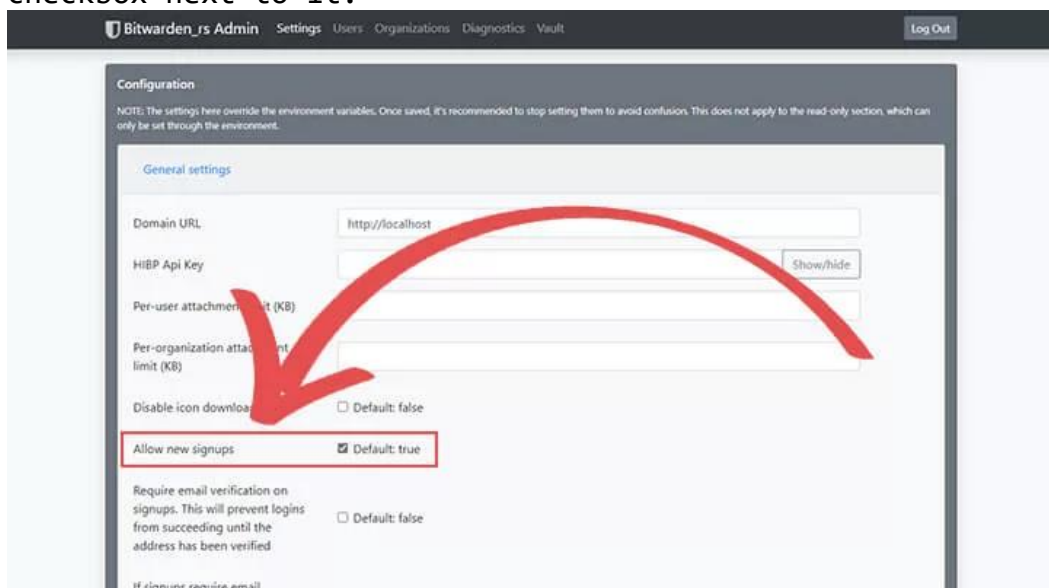 checkbox next to it.
Bitwarden_rs Admin Settings Users Organizations Diagnostics Vault Log Out
Configuration
NOTE: The settings here override the environment variables. Once saved, it's recommended to stop setting them to avoid confusion. This does not apply to the read-only section, which can
only be set through the environment.
General settings
Domain URL http://localhost
HIBP Api Key Show/hide
Per-user attachmen it (KB)
Per-organization attac nt
limit (KB)
Disable icon downloa Default: false
Allow new signups Default: true
Require email verification on
signups. This will prevent logins
from succeeding until the
address has been verified
Default: false
If signups require email